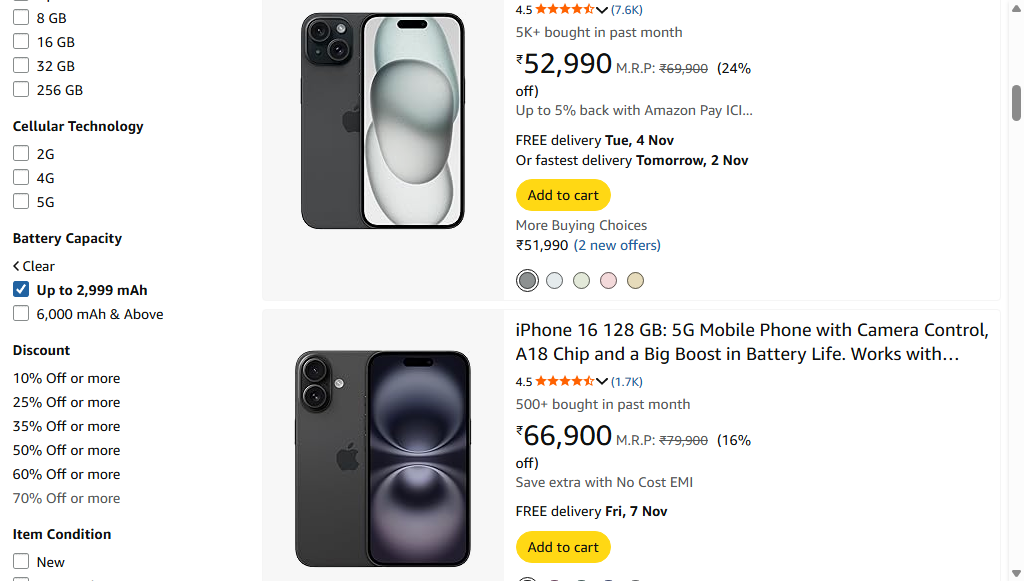 8 GB
16 GB
32 GB
256 GB
Cellular Technology
2G
4G
5G
Battery Capacity
Clear
Up to 2,999 mAh
6,000 mAh & Above
Discount
10% Off or more
25% Off or more
35% Off or more
50% Off or more
60% Off or more
70% Off or more
Item Condition
New
4.5 (7.6K)
5K+ bought in past month
₹52,990 M.R.P: ₹69,900 (24%
off)
Up to 5% back with Amazon Pay ICI…
FREE delivery Tue, 4 Nov
Or fastest delivery Tomorrow, 2 Nov
Add to cart
More Buying Choices
₹51,990 (2 new offers)
iPhone 16 128 GB: 5G Mobile Phone with Camera Control,
A18 Chip and a Big Boost in Battery Life. Works with…
4.5 (1.7K)
500+ bought in past month
₹66,900 M.R.P: ₹79,900 (16%
off)
Save extra with No Cost EMI
FREE delivery Fri, 7 Nov
Add to cart